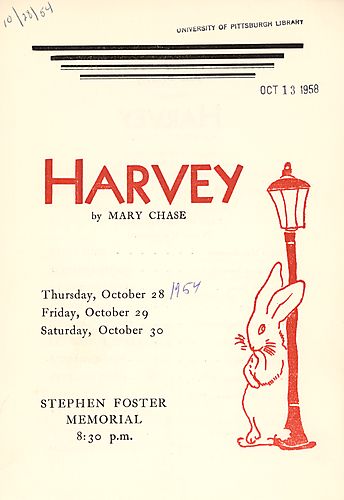 10/28/54
UNIVERSITY OF PITTSBURGH LIBRARY
OCT 13 1958
HARVEY
by MARY CHASE
Thursday, October 28 1954
Friday, October 29
Saturday, October 30
STEPHEN FOSTER
MEMORIAL
8:30 p.m.